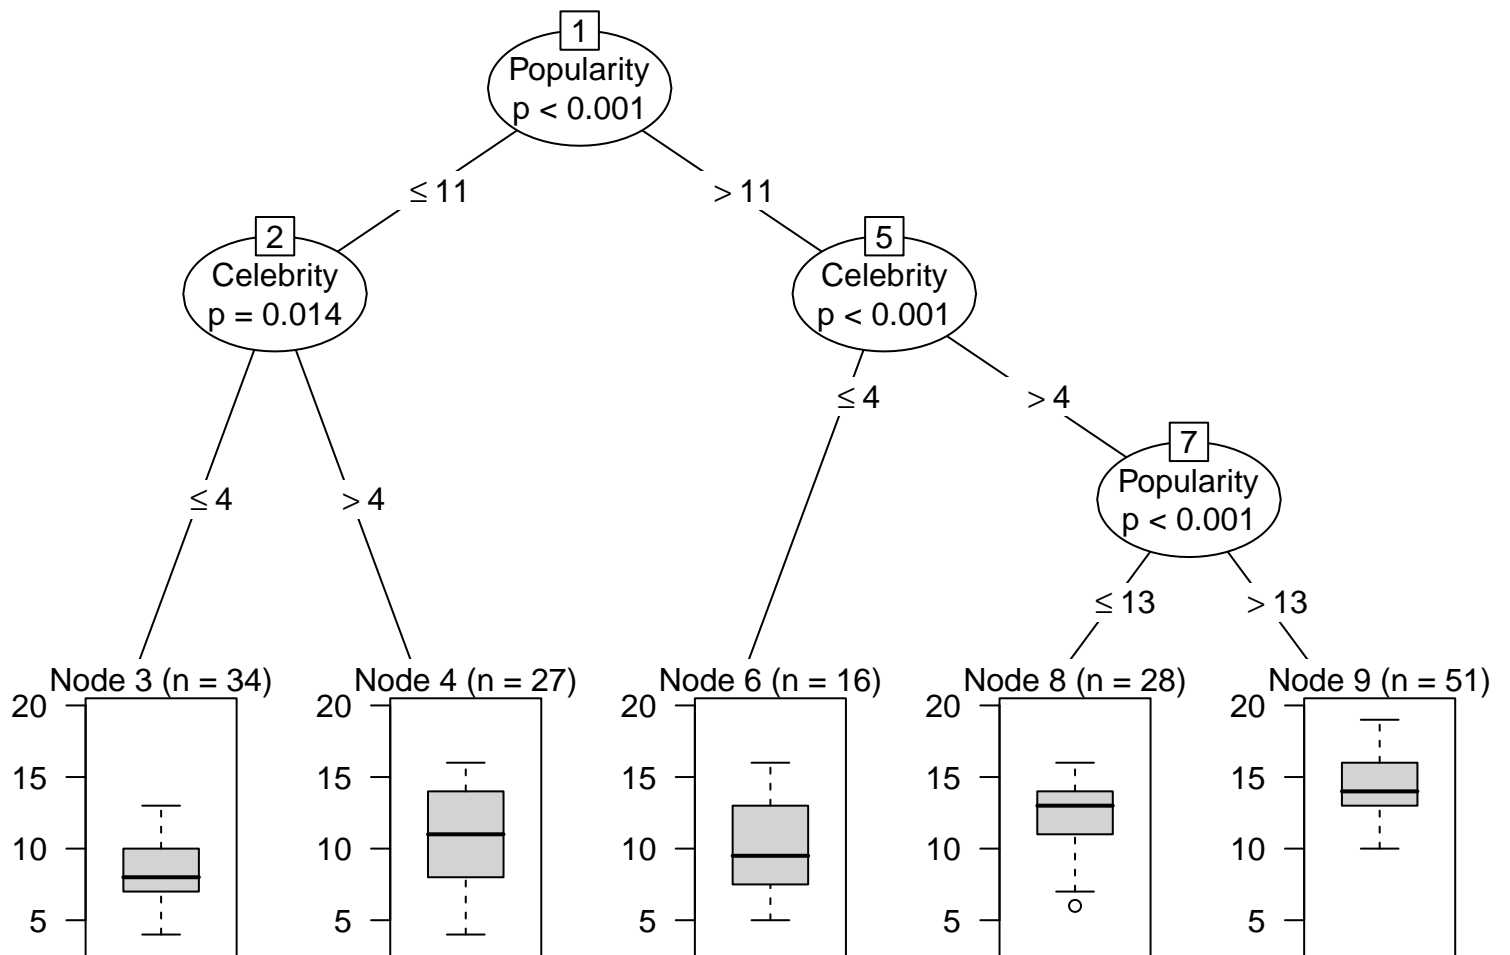 1
Popularity
p < 0.001
≤ 11
> 11
2
Celebrity
p = 0.014
5
Celebrity
p < 0.001
≤ 4
> 4
7
Popularity
p < 0.001
≤ 4
> 4
≤ 13
> 13
Node 3 (n = 34)
Node 4 (n = 27)
Node 6 (n = 16)
Node 8 (n = 28)
Node 9 (n = 51)
20
15
10
5
20
15
10
5
20
15
10
5
20
15
10
5
20
15
10
5